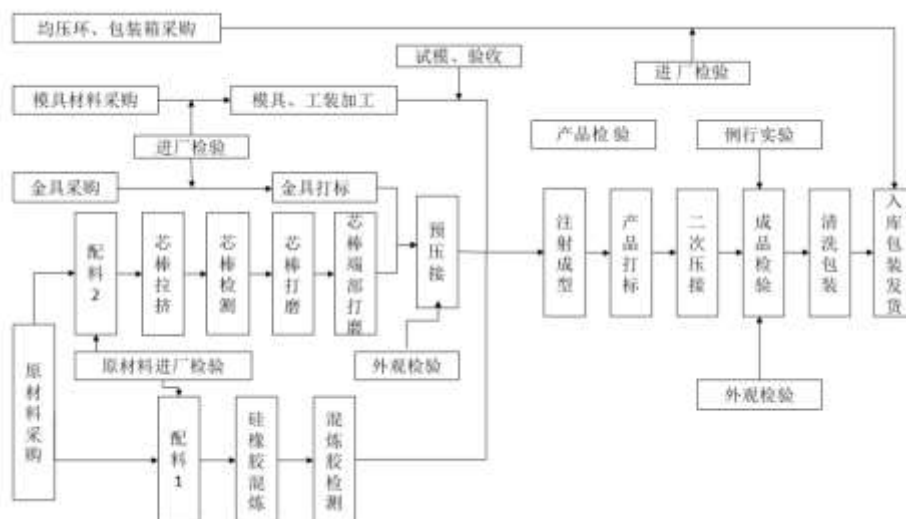 均压环、包装箱采购
试模、验收
进厂检验
模具材料采购
模具、工装加工
产品检验
例行实验
进厂检验
金具采购
金具打标
配料2
芯棒拉挤
芯棒检测
芯棒打磨
芯棒端部打磨
预压接
注射成型
产品打标
二次压接
成品检验
清洗包装
入库包装发货
原材料进厂检验
外观检验
外观检验
原材料采购
配料1
硅橡胶混炼
混炼胶检测